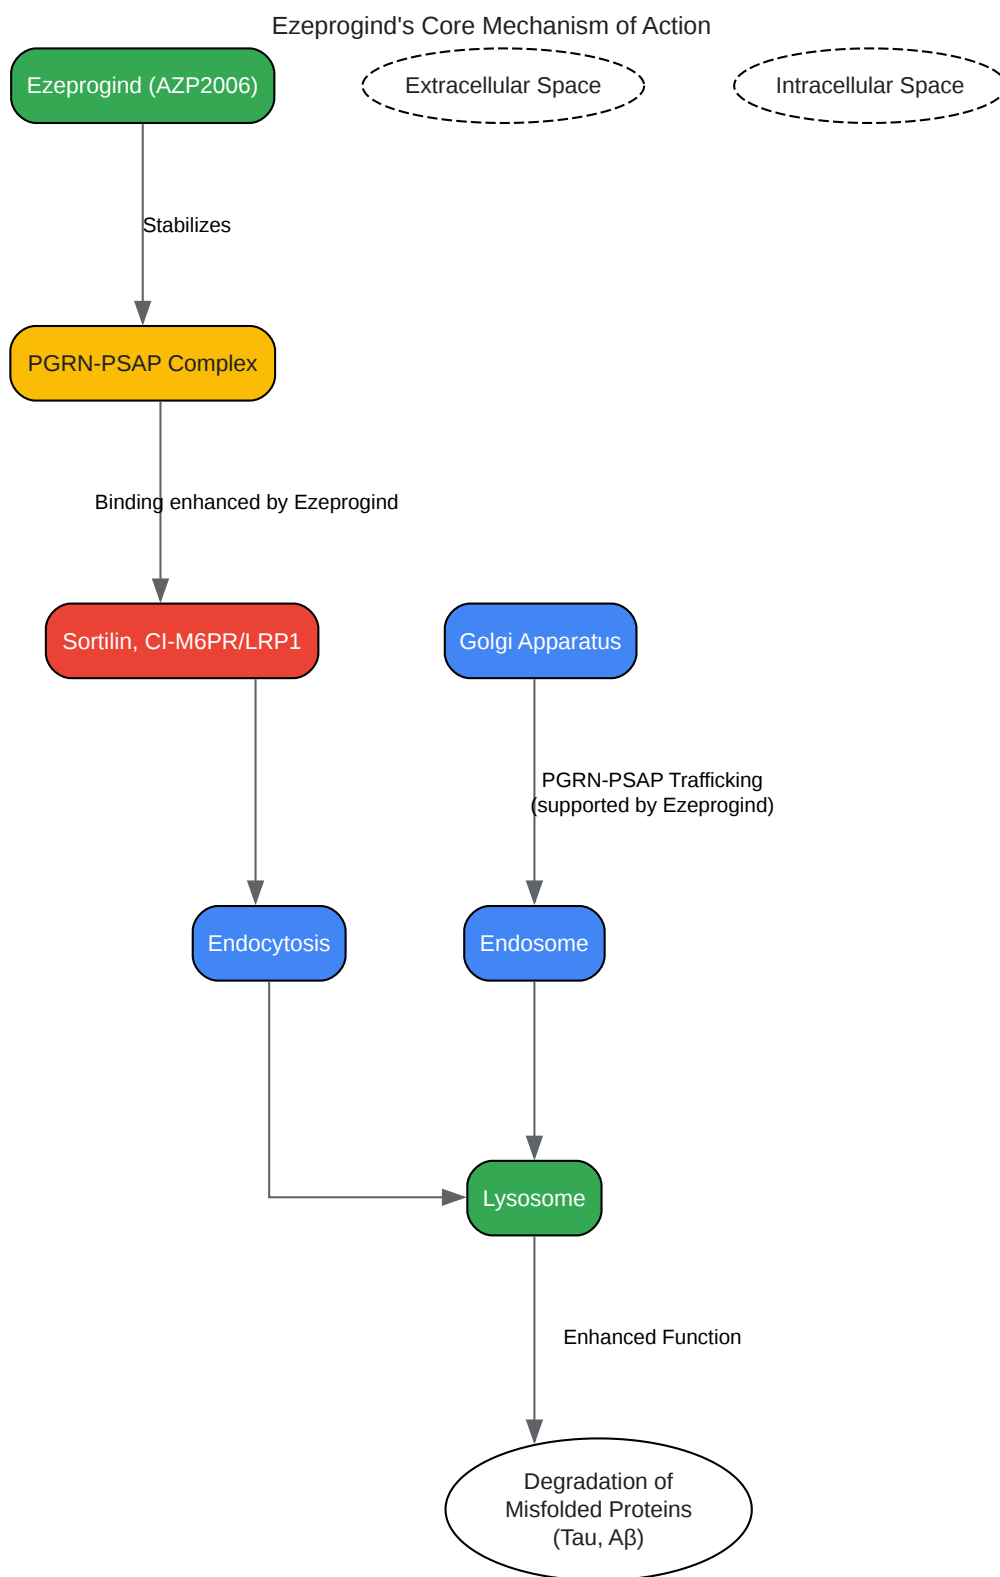 Ezeprogind's Core Mechanism of Action
Ezeprogind (AZP2006)
Extracellular Space
Intracellular Space
Stabilizes
PGRN-PSAP Complex
Binding enhanced by Ezeprogind
Sortilin, CI-M6PR/LRP1
Golgi Apparatus
PGRN-PSAP Trafficking
(supported by Ezeprogind)
Endocytosis
Endosome
Lysosome
Enhanced Function
Degradation of
Misfolded Proteins
(Tau, Aβ)